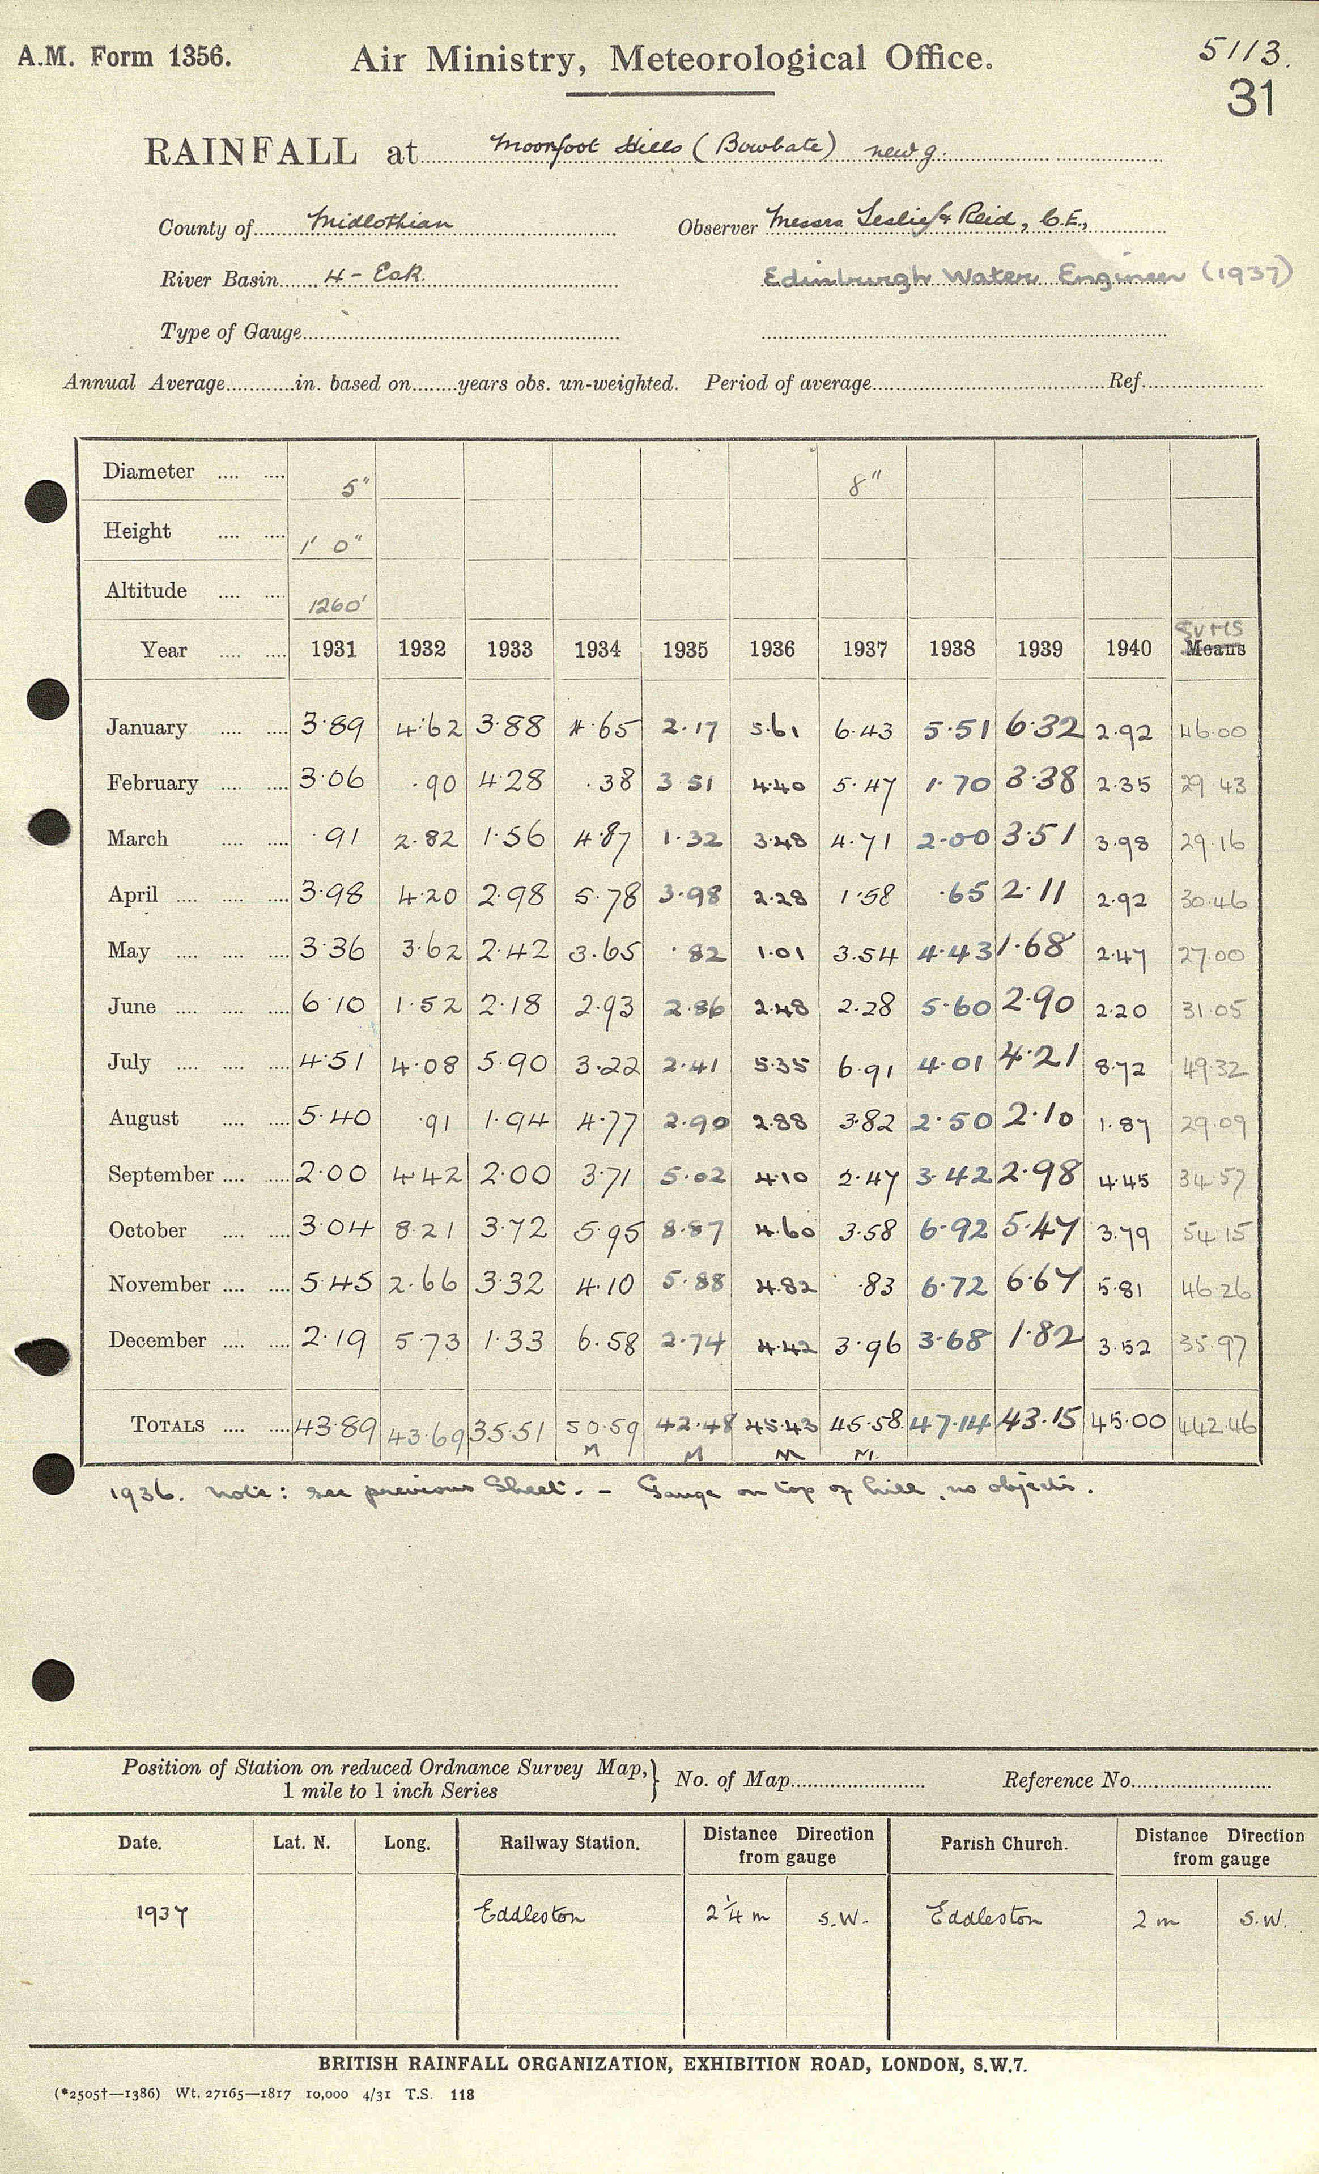 A.M. Form 1356. Air Ministry, Meteorological Office. 5113.
31
RAINFALL at Moorfoot Hills (Bowbate) new g.
County of Midlothian Observer Messrs Leslie & Reid, C.E.,
River Basin 4 - Esk Edinburgh Water Engineer (1937)
Type of Gauge
Annual Average in. based on years obs. un-weighted. Period of average Ref.
Diameter 5" 8"
Height 1' 0"
Altitude 1260'
SUMS
Year 1931 1932 1933 1934 1935 1936 1937 1938 1939 1940 Means
January 3.89 4.62 3.88 4.65 2.17 5.61 6.43 5.51 6.32 2.92 46.00
February 3.06 .90 4.28 .38 3.51 4.40 5.47 1.70 3.38 2.35 29.43
March .91 2.82 1.56 4.87 1.32 3.48 4.71 2.00 3.51 3.98 29.16
April 3.98 4.20 2.98 5.78 3.98 2.28 1.58 .65 2.11 2.92 30.46
May 3.36 3.62 2.42 3.65 .82 1.01 3.54 4.43 1.68 2.47 27.00
June 6.10 1.52 2.18 2.93 2.86 2.48 2.28 5.60 2.90 2.20 31.05
July 4.51 4.08 5.90 3.22 2.41 5.35 6.91 4.01 4.21 8.72 49.32
August 5.40 .91 1.94 4.77 2.90 2.88 3.82 2.50 2.10 1.87 29.09
September 2.00 4.42 2.00 3.71 5.02 4.10 2.47 3.42 2.98 4.45 34.57
October 3.04 8.21 3.72 5.95 8.87 4.60 3.58 6.92 5.47 3.79 54.15
November 5.45 2.66 3.32 4.10 5.88 4.82 .83 6.72 6.67 5.81 46.26
December 2.19 5.73 1.33 6.58 2.74 4.42 3.96 3.68 1.82 3.52 35.97
TOTALS 43.89 43.69 35.51 50.59 42.48 45.43 45.58 47.14 43.15 45.00 442.46
M M M M
1936. Note: see previous Sheet. - Gauge on top of hill, no objects.
Position of Station on reduced Ordnance Survey Map,} No. of Map Reference No.
1 mile to 1 inch Series
Date. Lat. N. Long. Railway Station. Distance Direction from gauge Parish Church. Distance Direction from gauge
1937 Eddleston 2¼ m S.W. Eddleston 2 m S.W.
BRITISH RAINFALL ORGANIZATION, EXHIBITION ROAD, LONDON, S.W.7.
(*2505†—1386) Wt. 27165—1817 10,000 4/31 T.S. 118